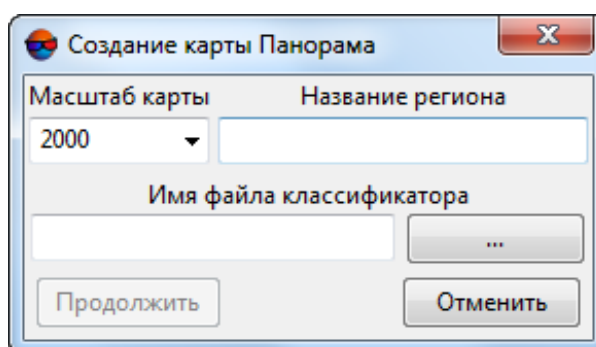 Создание карты Панорама
Масштаб карты Название региона
2000
Имя файла классификатора
...
Продолжить Отменить